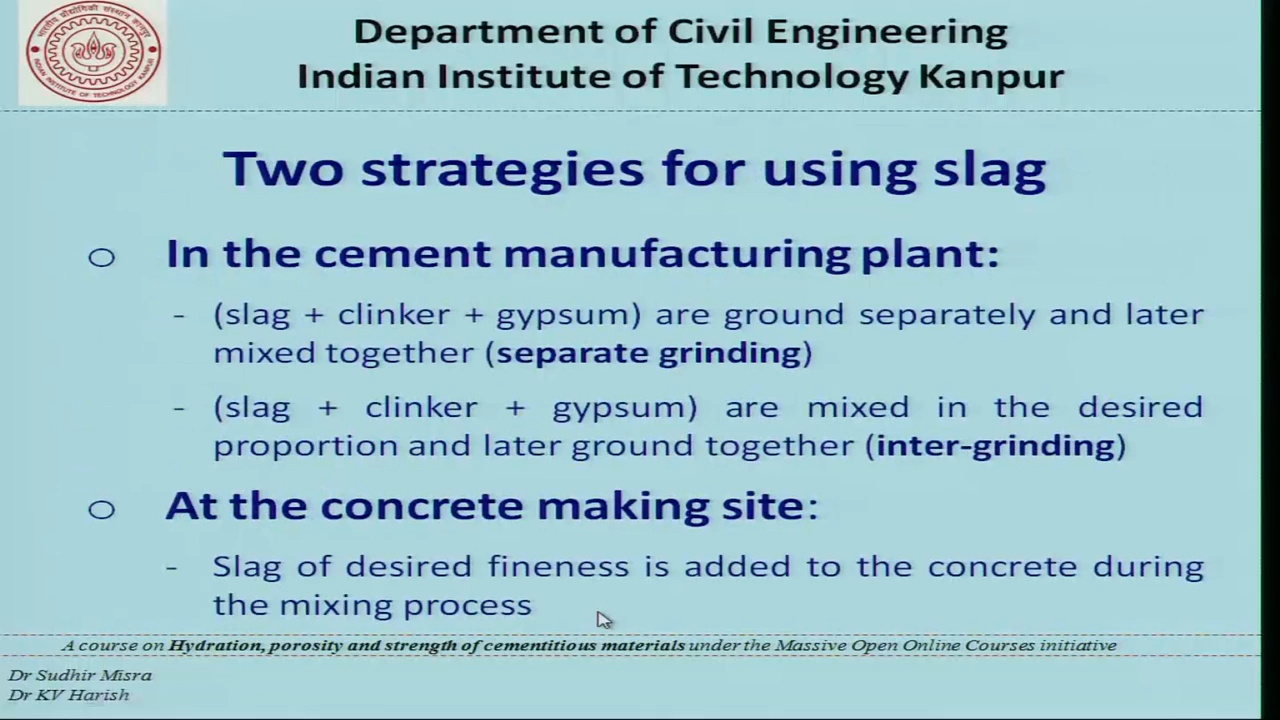 Department of Civil Engineering
Indian Institute of Technology Kanpur
Two strategies for using slag
o In the cement manufacturing plant:
- (slag + clinker + gypsum) are ground separately and later
mixed together (separate grinding)
- (slag + clinker + gypsum) are mixed in the desired
proportion and later ground together (inter-grinding)
o At the concrete making site:
- Slag of desired fineness is added to the concrete during
the mixing process
A course on Hydration, porosity and strength of cementitious materials under the Massive Open Online Courses initiative
Dr Sudhir Misra
Dr KV Harish